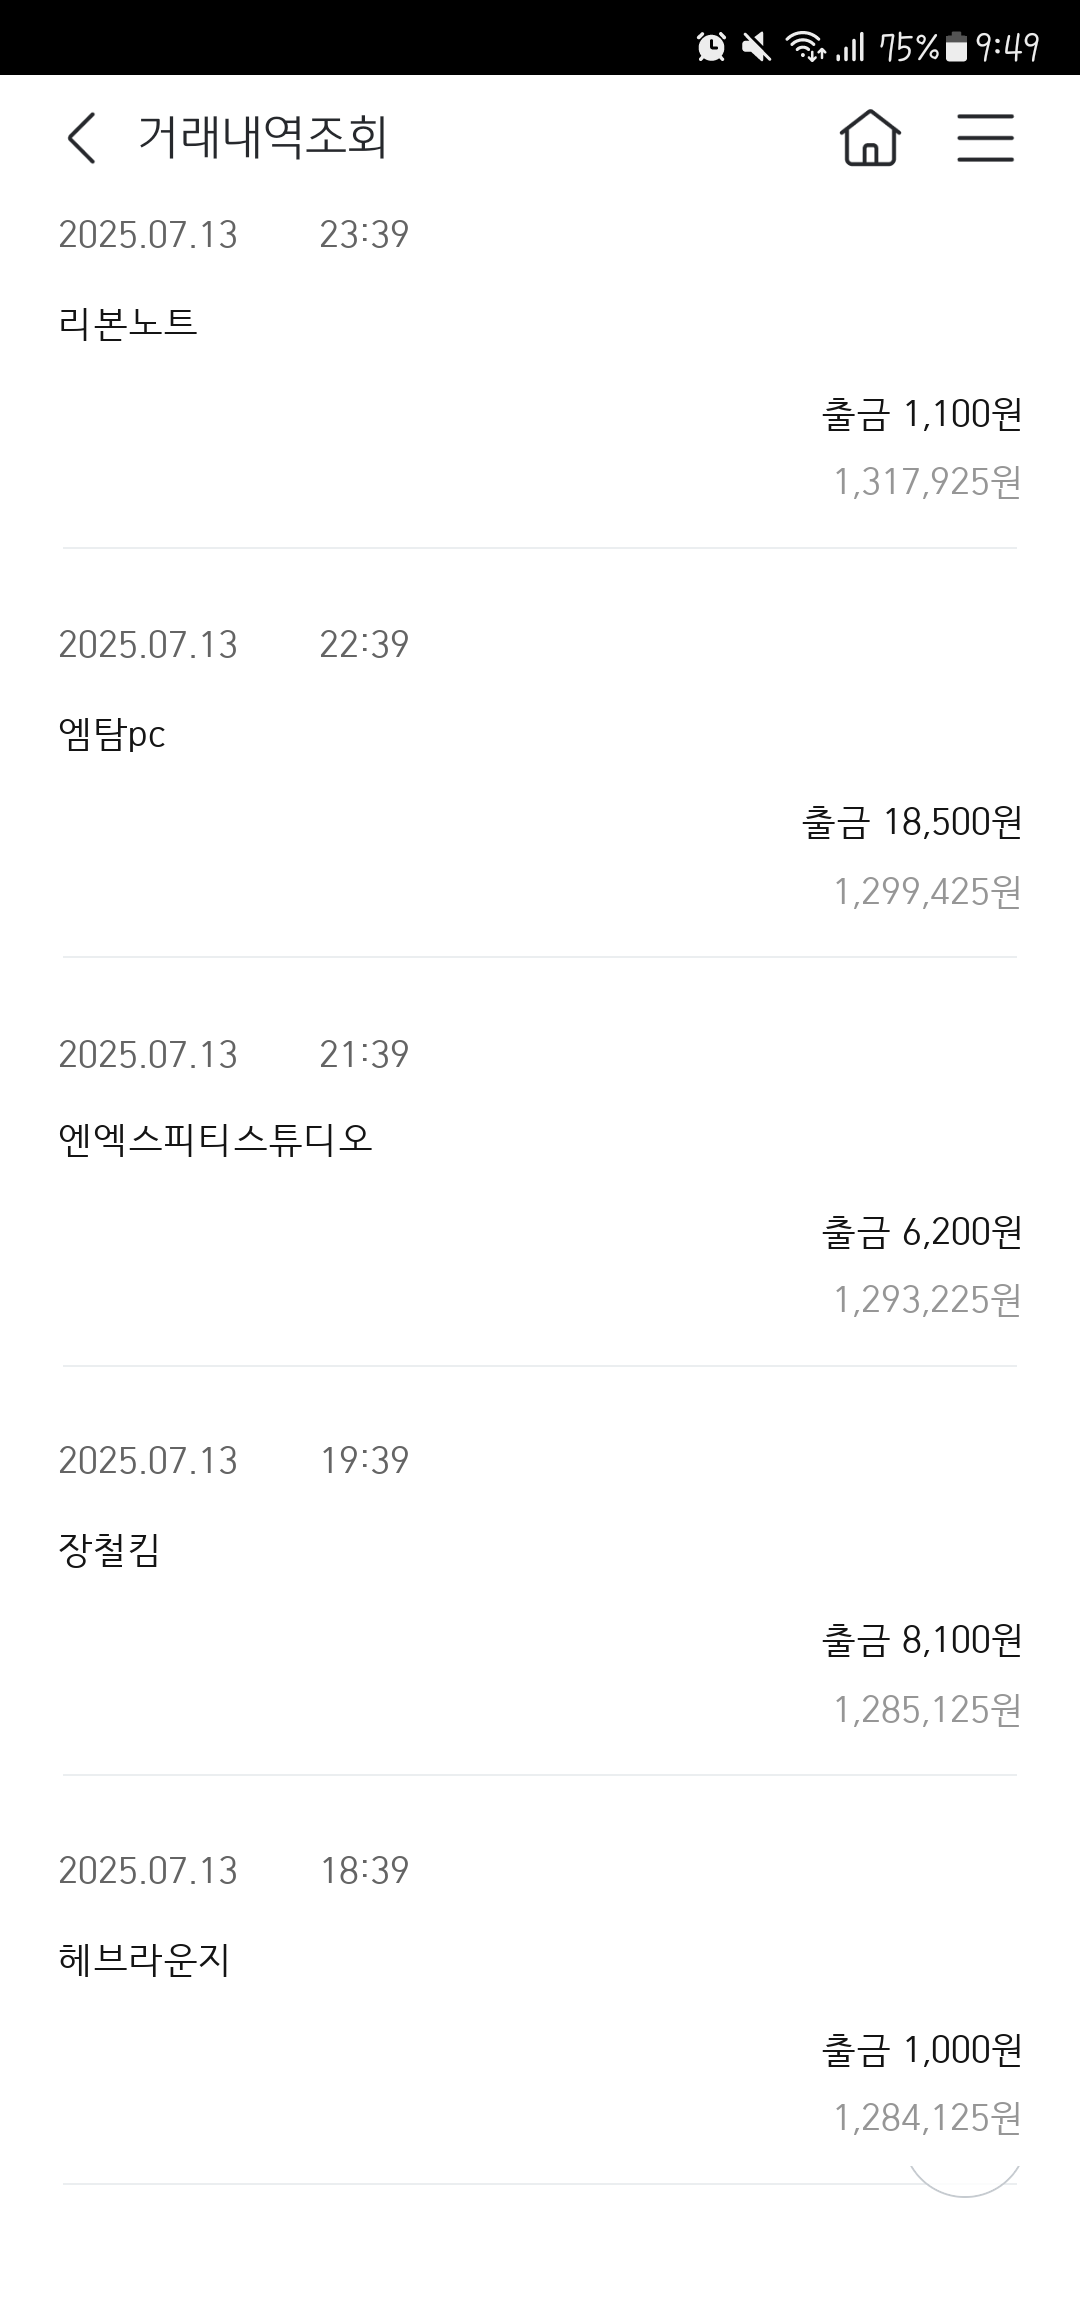 75% 9:49
거래내역조회
2025.07.13 23:39
리본노트
출금 1,100원
1,317,925원
2025.07.13 22:39
엠탐pc
출금 18,500원
1,299,425원
2025.07.13 21:39
엔엑스피티스튜디오
출금 6,200원
1,293,225원
2025.07.13 19:39
장철킴
출금 8,100원
1,285,125원
2025.07.13 18:39
헤브라운지
출금 1,000원
1,284,125원